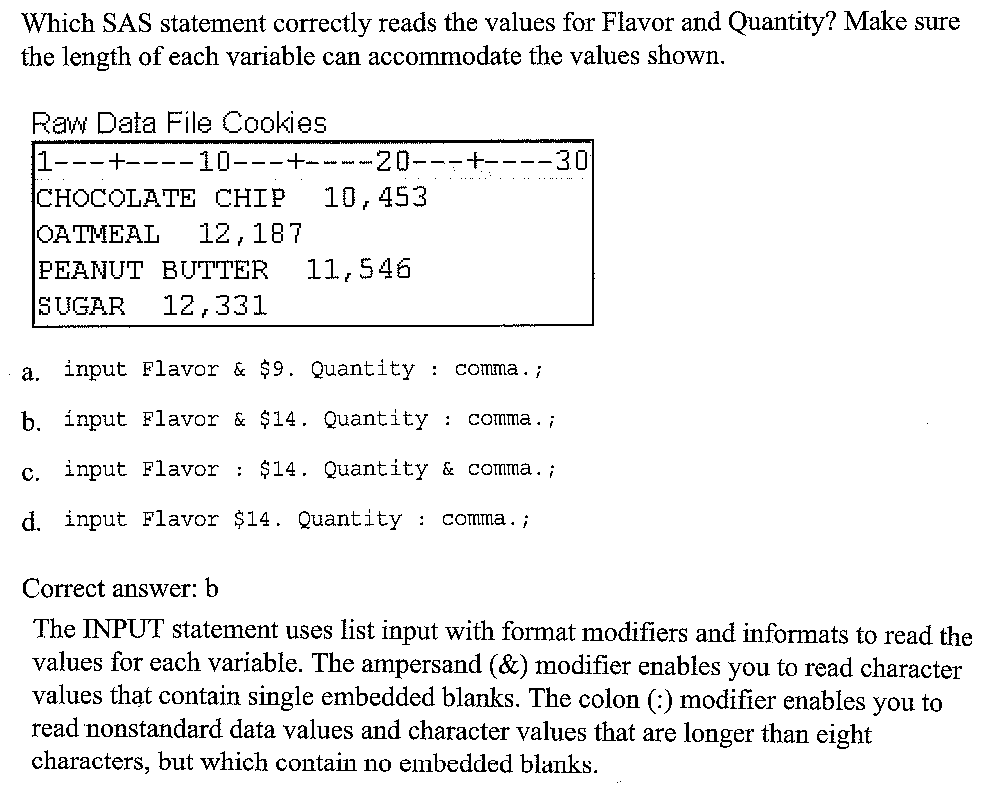 Which SAS statement correctly reads the values for Flavor and Quantity? Make sure
the length of each variable can accommodate the values shown.
Raw Data File Cookies
1---+----10---+----20---+----30
CHOCOLATE CHIP  10,453
OATMEAL  12,187
PEANUT BUTTER  11,546
SUGAR  12,331
a. input Flavor & $9. Quantity : comma.;
b. input Flavor & $14. Quantity : comma.;
c. input Flavor : $14. Quantity & comma.;
d. input Flavor $14. Quantity : comma.;
Correct answer: b
The INPUT statement uses list input with format modifiers and informats to read the
values for each variable. The ampersand (&) modifier enables you to read character
values that contain single embedded blanks. The colon (:) modifier enables you to
read nonstandard data values and character values that are longer than eight
characters, but which contain no embedded blanks.